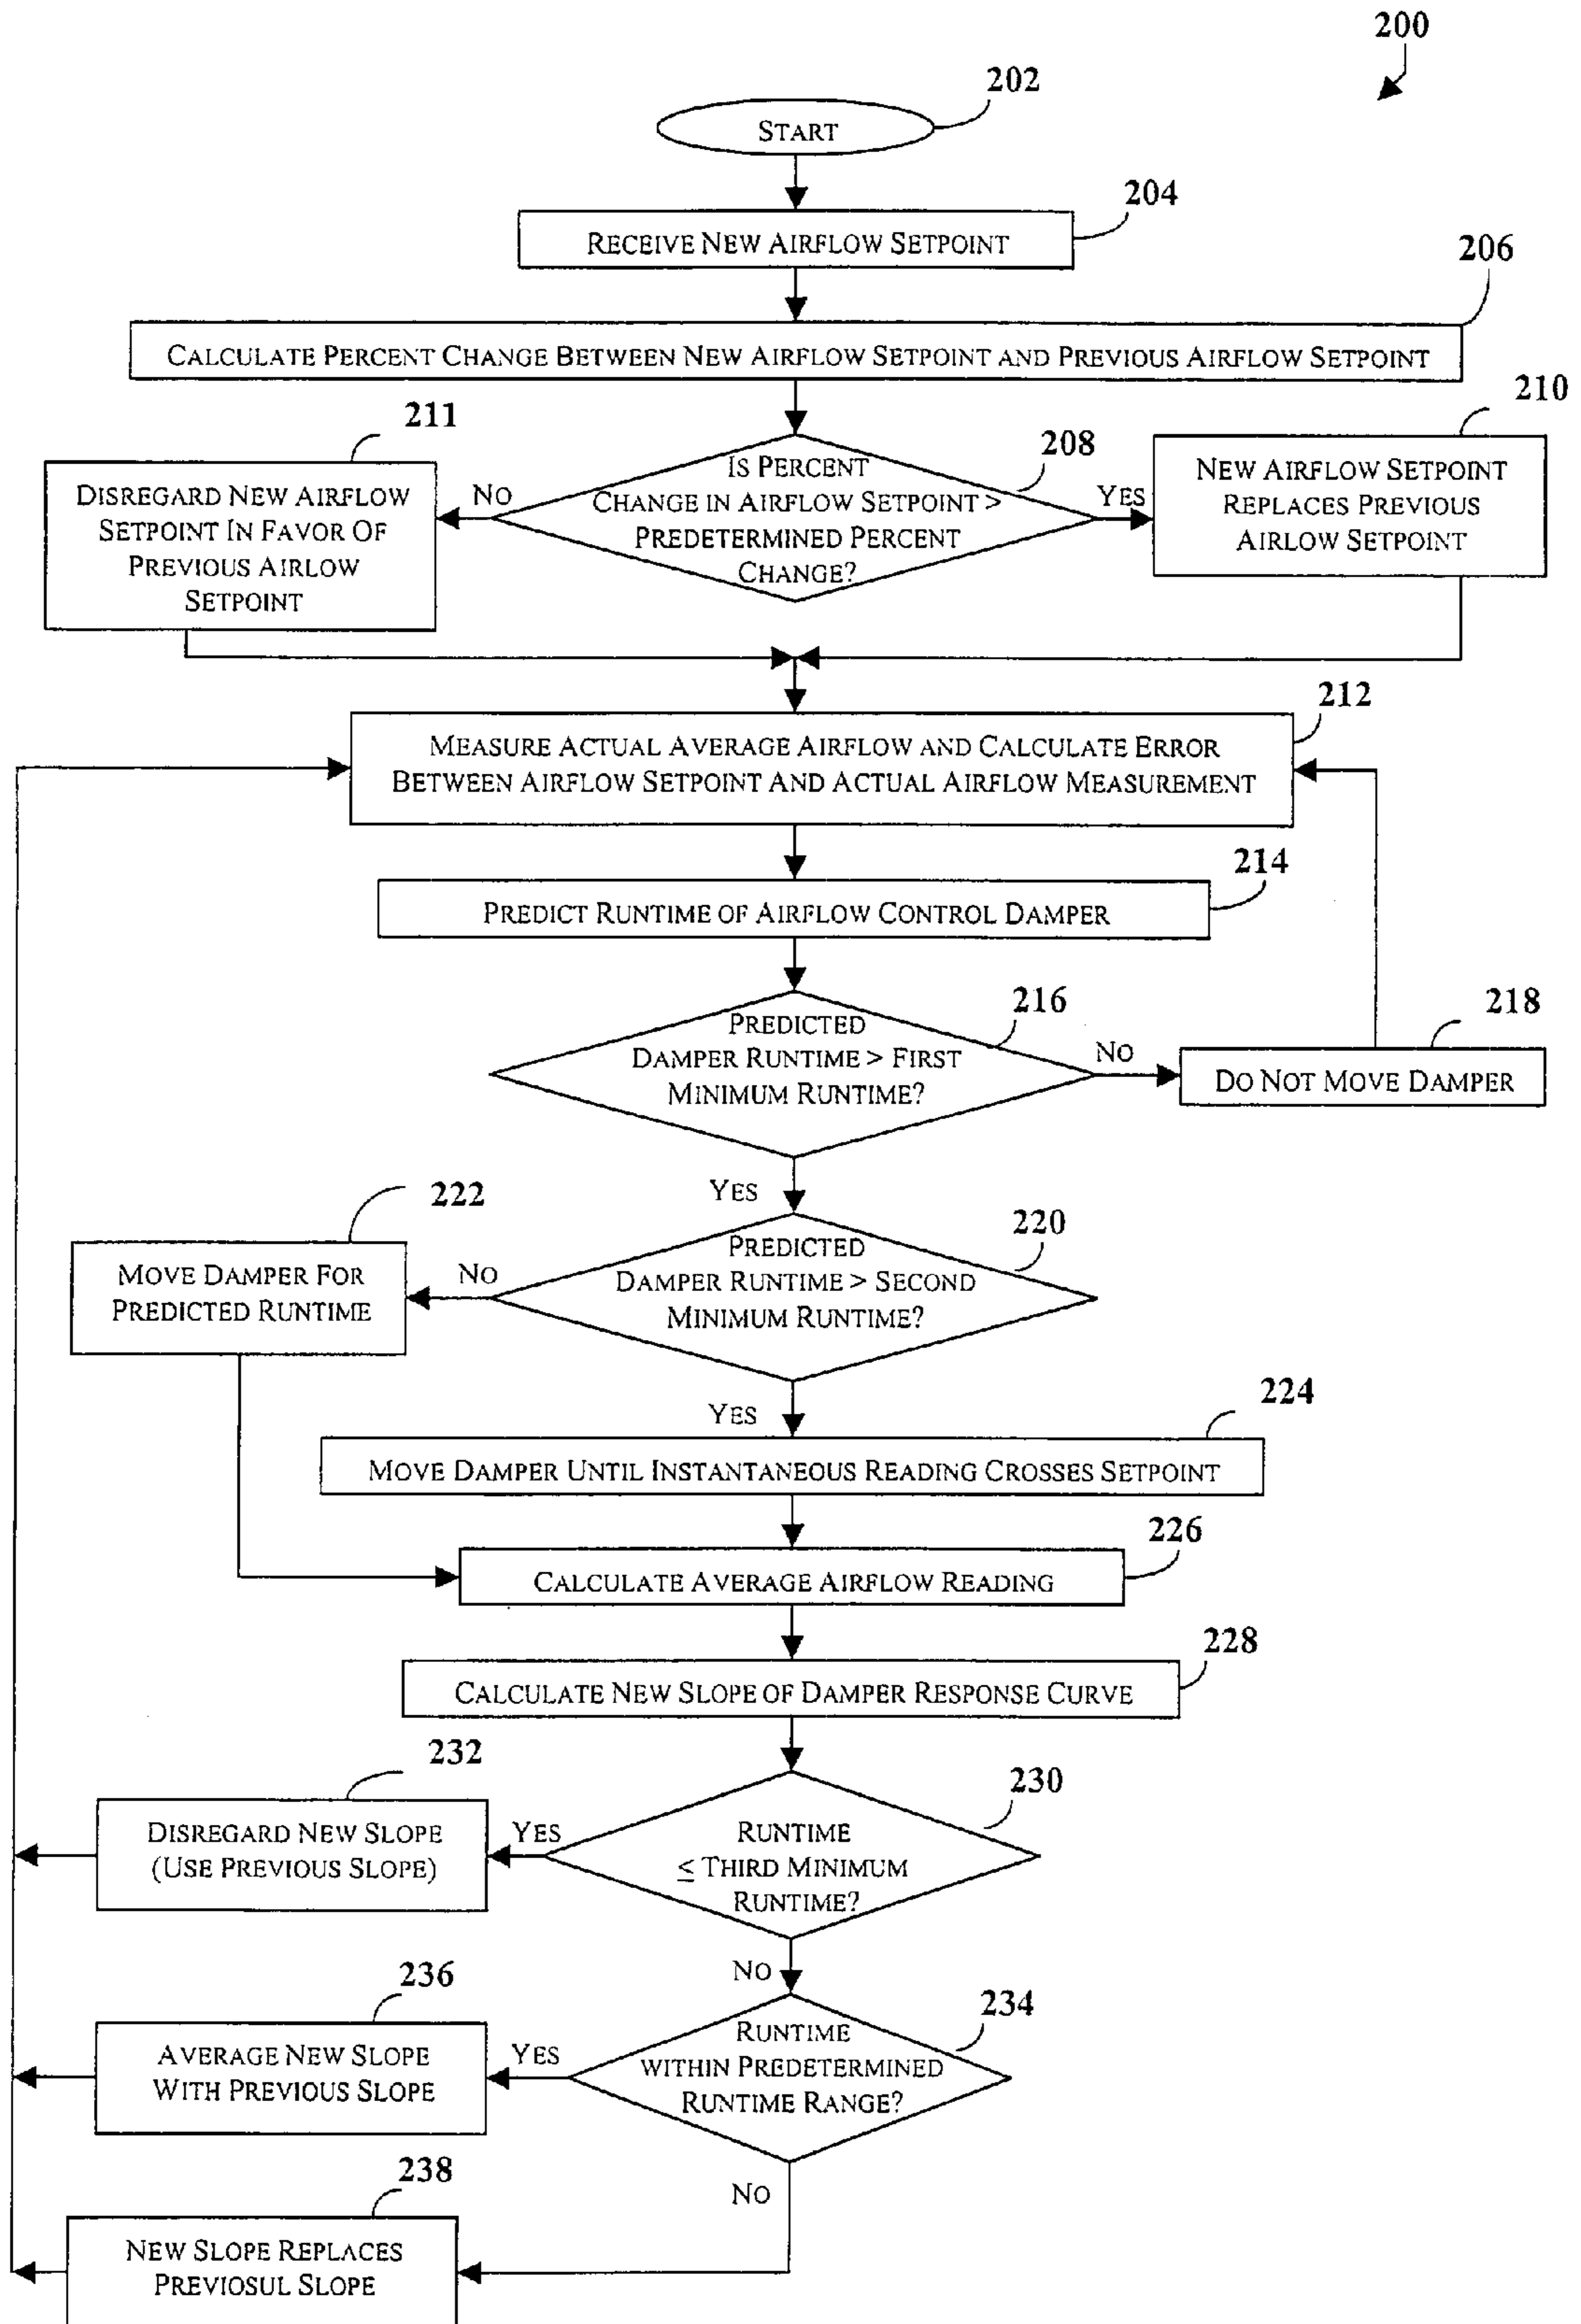 200
202
START
204
RECEIVE NEW AIRFLOW SETPOINT
206
CALCULATE PERCENT CHANGE BETWEEN NEW AIRFLOW SETPOINT AND PREVIOUS AIRFLOW SETPOINT
211
DISREGARD NEW AIRFLOW
SETPOINT IN FAVOR OF
PREVIOUS AIRLOW
SETPOINT
NO
208
IS PERCENT
CHANGE IN AIRFLOW SETPOINT >
PREDETERMINED PERCENT
CHANGE?
YES
210
NEW AIRFLOW SETPOINT
REPLACES PREVIOUS
AIRLOW SETPOINT
212
MEASURE ACTUAL AVERAGE AIRFLOW AND CALCULATE ERROR
BETWEEN AIRFLOW SETPOINT AND ACTUAL AIRFLOW MEASUREMENT
214
PREDICT RUNTIME OF AIRFLOW CONTROL DAMPER
216
PREDICTED
DAMPER RUNTIME > FIRST
MINIMUM RUNTIME?
NO
218
DO NOT MOVE DAMPER
YES
222
MOVE DAMPER FOR
PREDICTED RUNTIME
NO
220
PREDICTED
DAMPER RUNTIME > SECOND
MINIMUM RUNTIME?
YES
224
MOVE DAMPER UNTIL INSTANTANEOUS READING CROSSES SETPOINT
226
CALCULATE AVERAGE AIRFLOW READING
228
CALCULATE NEW SLOPE OF DAMPER RESPONSE CURVE
232
DISREGARD NEW SLOPE
(USE PREVIOUS SLOPE)
YES
230
RUNTIME
≤ THIRD MINIMUM
RUNTIME?
NO
236
AVERAGE NEW SLOPE
WITH PREVIOUS SLOPE
YES
234
RUNTIME
WITHIN PREDETERMINED
RUNTIME RANGE?
NO
238
NEW SLOPE REPLACES
PREVIOSUL SLOPE